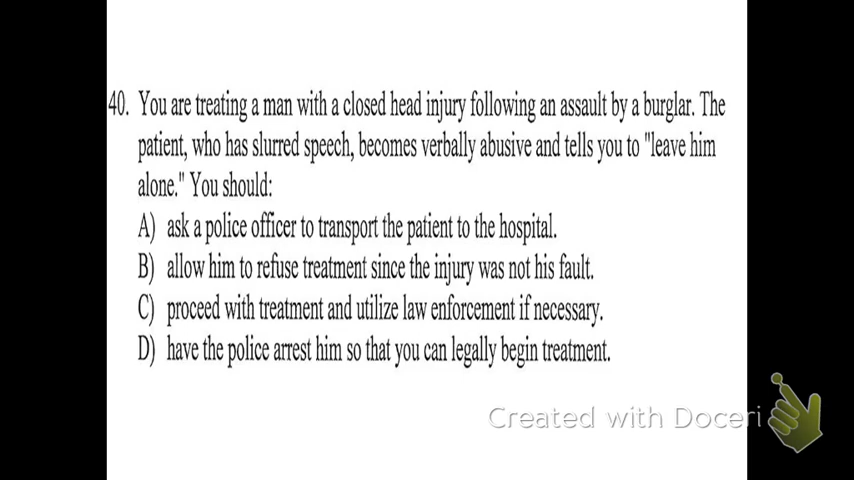 40. You are treating a man with a closed head injury following an assault by a burglar. The
patient, who has slurred speech, becomes verbally abusive and tells you to "leave him
alone." You should:
A) ask a police officer to transport the patient to the hospital.
B) allow him to refuse treatment since the injury was not his fault.
C) proceed with treatment and utilize law enforcement if necessary.
D) have the police arrest him so that you can legally begin treatment.
Created with Doceri